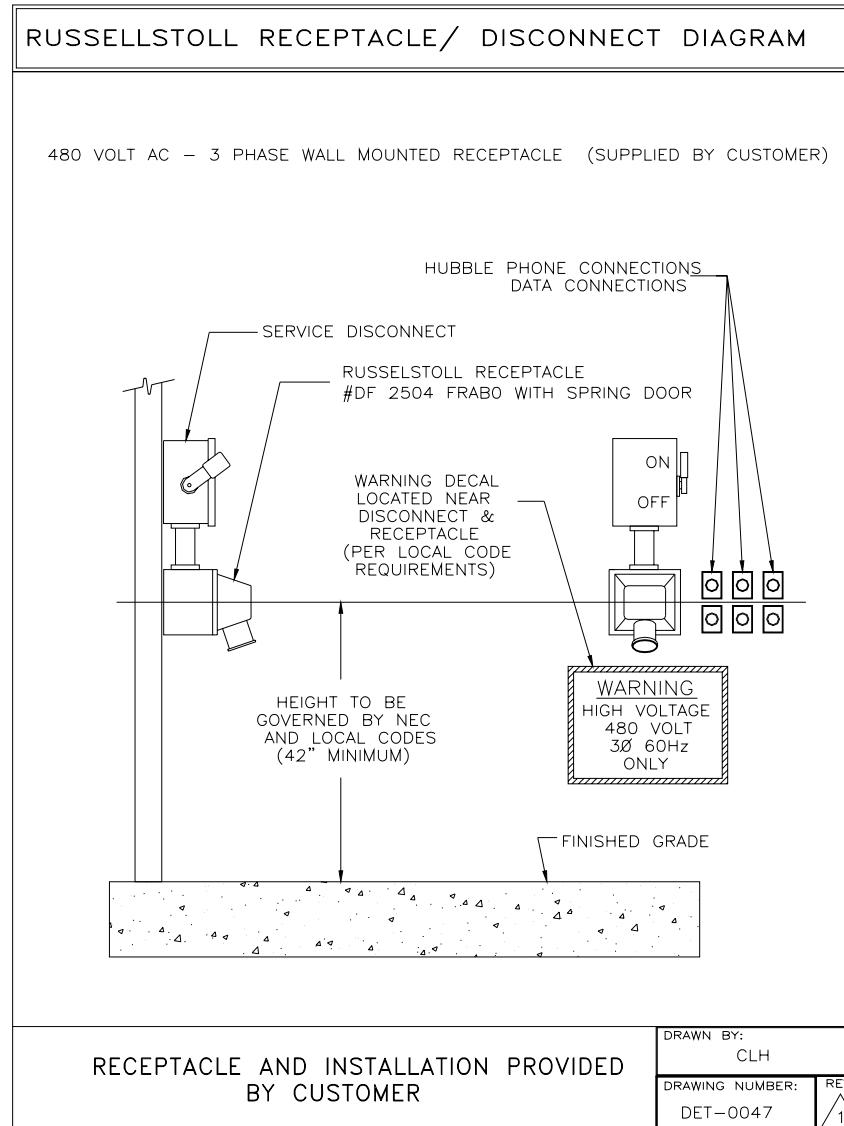 RUSSELLSTOLL RECEPTACLE/ DISCONNECT DIAGRAM
480 VOLT AC – 3 PHASE WALL MOUNTED RECEPTACLE (SUPPLIED BY CUSTOMER)
HUBBLE PHONE CONNECTIONS
DATA CONNECTIONS
SERVICE DISCONNECT
RUSSELSTOLL RECEPTACLE
#DF 2504 FRAB0 WITH SPRING DOOR
ON
OFF
WARNING DECAL
LOCATED NEAR
DISCONNECT &
RECEPTACLE
(PER LOCAL CODE
REQUIREMENTS)
WARNING
HIGH VOLTAGE
480 VOLT
3Ø 60Hz
ONLY
HEIGHT TO BE
GOVERNED BY NEC
AND LOCAL CODES
(42" MINIMUM)
FINISHED GRADE
RECEPTACLE AND INSTALLATION PROVIDED
BY CUSTOMER
DRAWN BY:
CLH
DRAWING NUMBER:
DET-0047
1